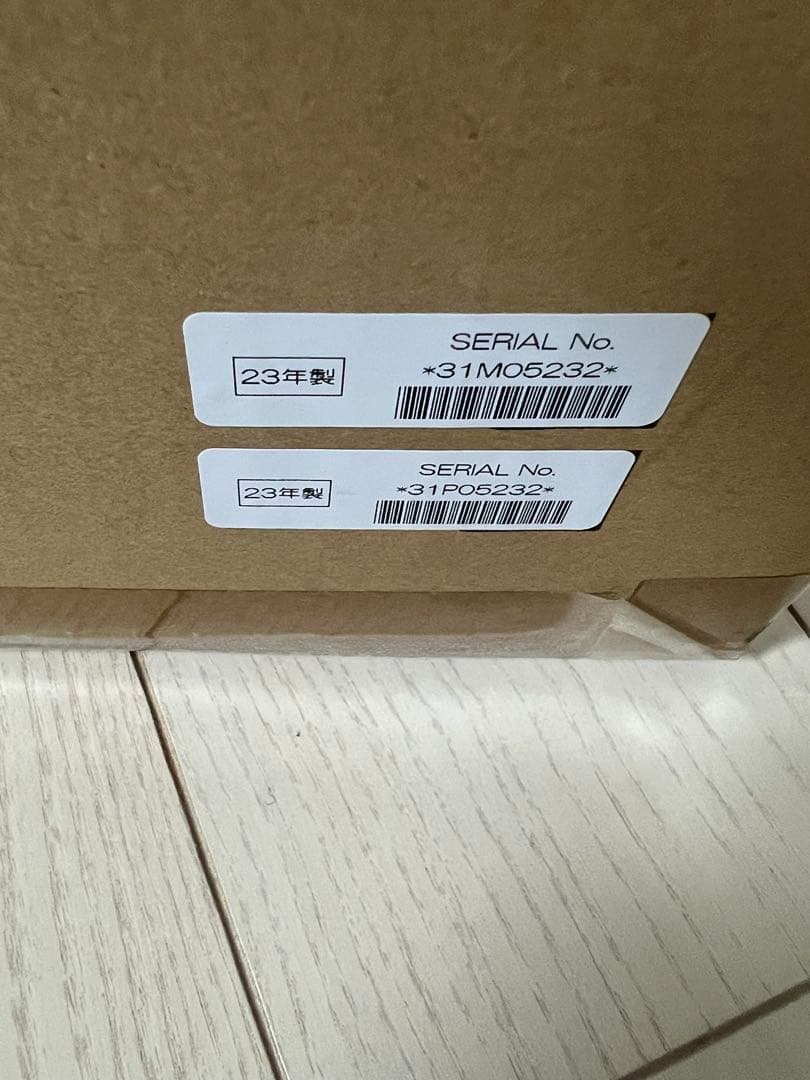 SERIAL No.
23年製
*31M05232*
SERIAL No.
23年製
*31P05232*